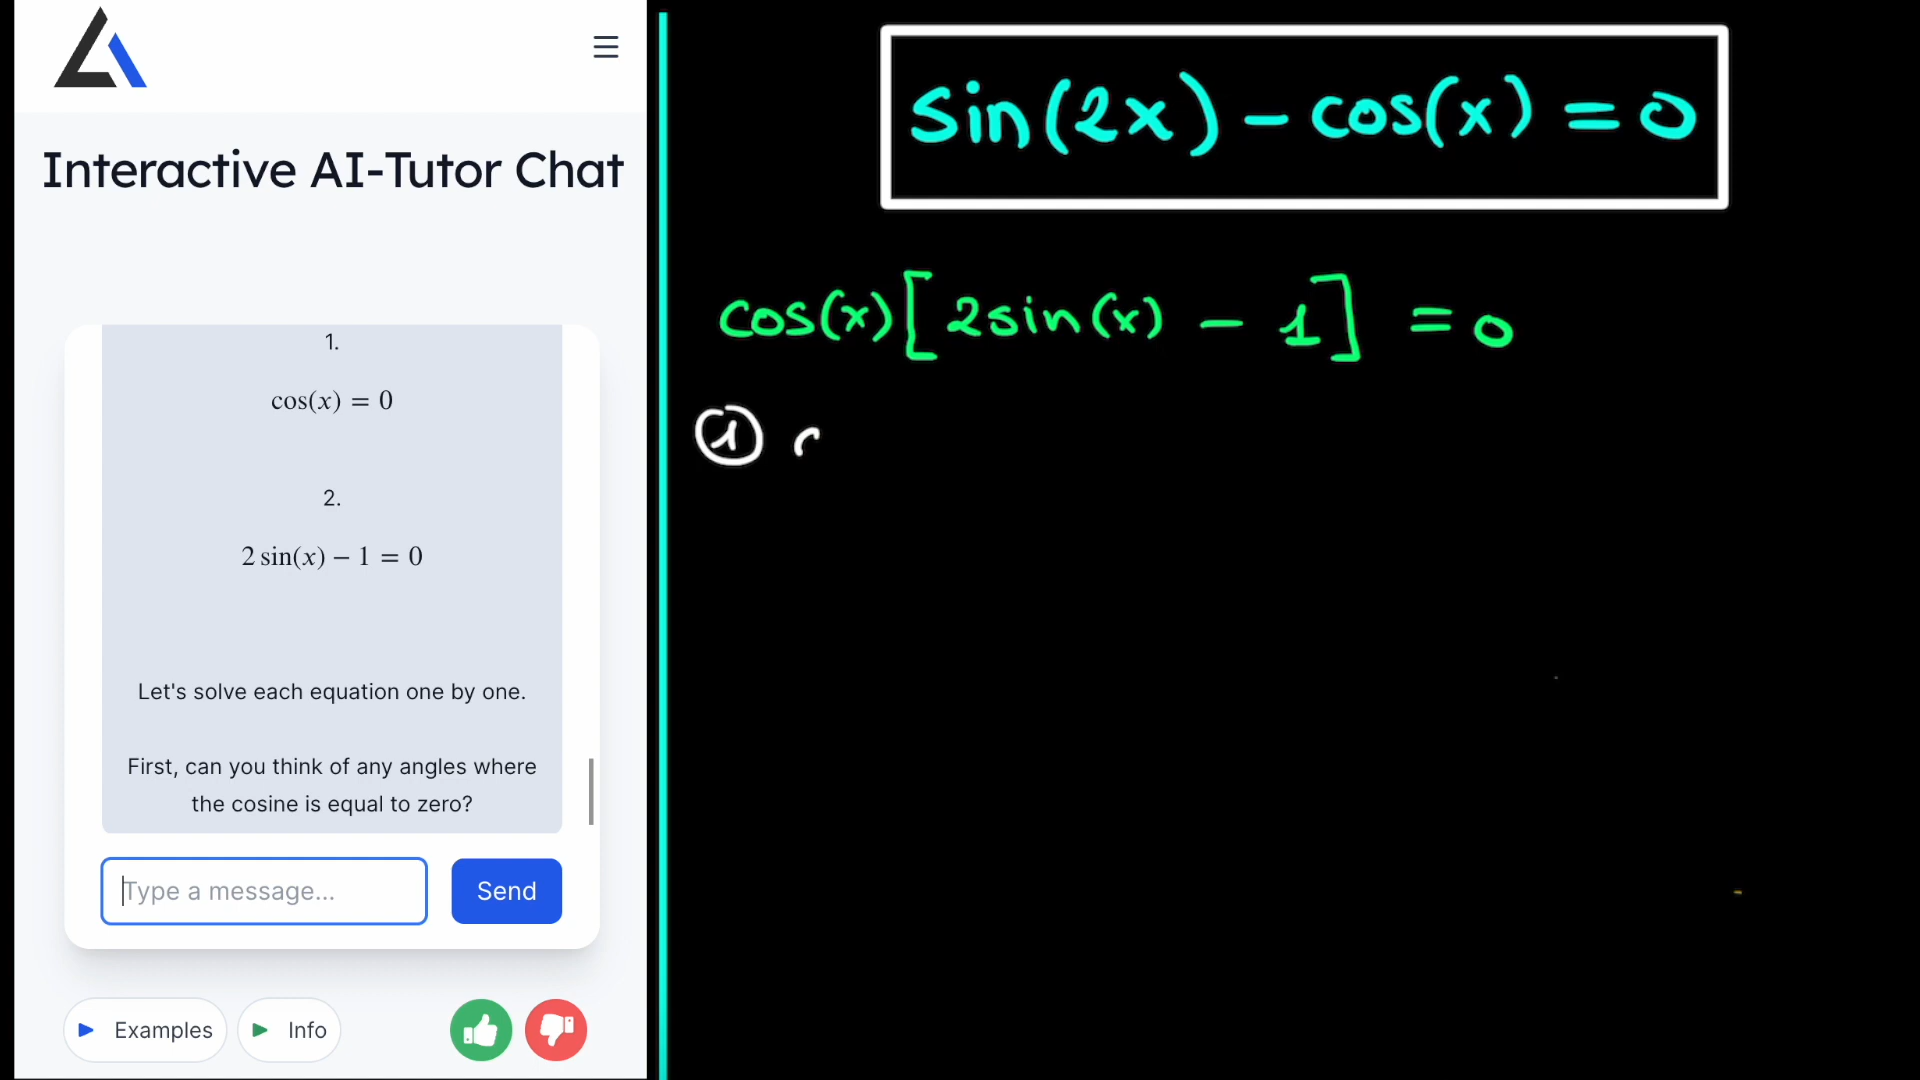 Interactive AI-Tutor Chat
1.
cos(x) = 0
2.
2 sin(x) − 1 = 0
Let's solve each equation one by one.
First, can you think of any angles where
the cosine is equal to zero?
Type a message...
Send
Examples
Info
sin(2x) - cos(x) = 0
cos(x)[2sin(x) - 1] = 0
①